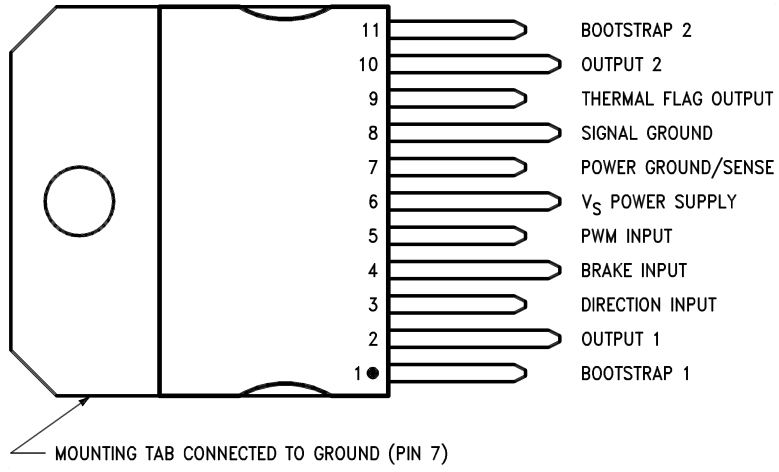 11 BOOTSTRAP 2
10 OUTPUT 2
9 THERMAL FLAG OUTPUT
8 SIGNAL GROUND
7 POWER GROUND/SENSE
6 VS POWER SUPPLY
5 PWM INPUT
4 BRAKE INPUT
3 DIRECTION INPUT
2 OUTPUT 1
1 BOOTSTRAP 1
MOUNTING TAB CONNECTED TO GROUND (PIN 7)